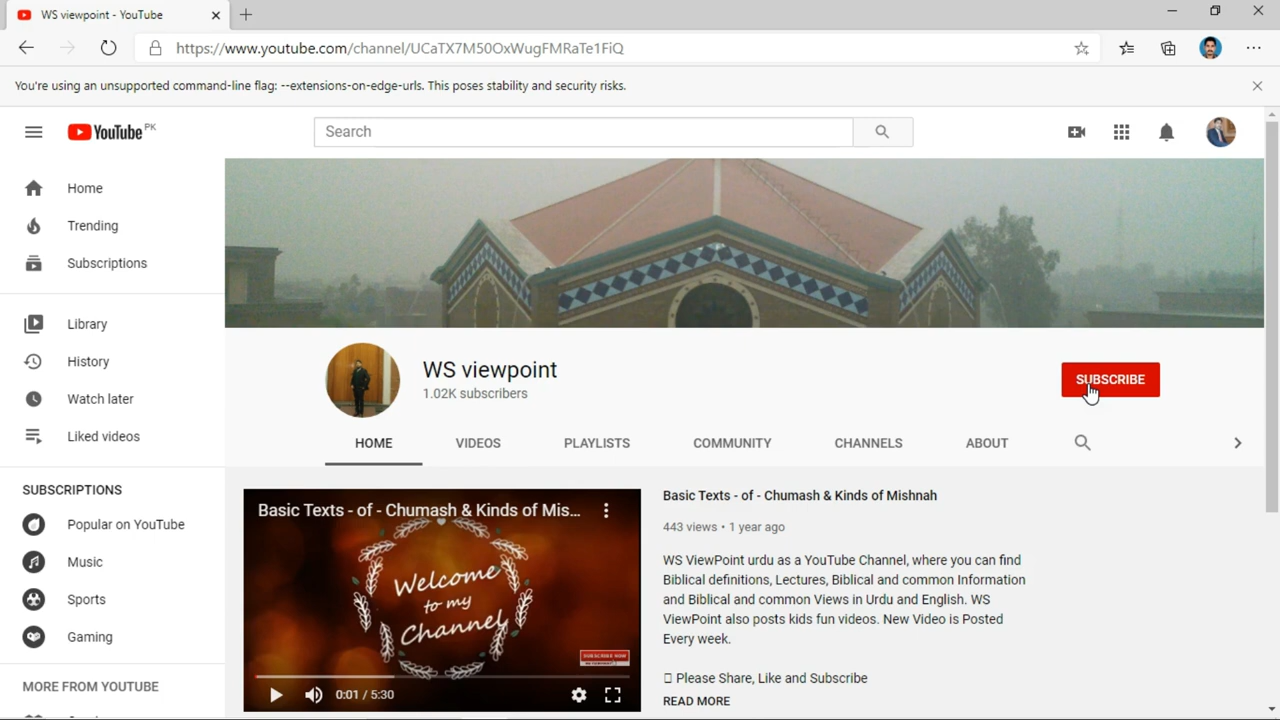 WS viewpoint - YouTube
https://www.youtube.com/channel/UCaTX7M50OxWugFMRaTe1FiQ
You're using an unsupported command-line flag: --extensions-on-edge-urls. This poses stability and security risks.
YouTube PK
Search
Home
Trending
Subscriptions
Library
History
Watch later
Liked videos
SUBSCRIPTIONS
Popular on YouTube
Music
Sports
Gaming
MORE FROM YOUTUBE
WS viewpoint
1.02K subscribers
SUBSCRIBE
HOME VIDEOS PLAYLISTS COMMUNITY CHANNELS ABOUT
Basic Texts - of - Chumash & Kinds of Mis...
Welcome
to my
Channel
SUBSCRIBE NOW
0:01 / 5:30
Basic Texts - of - Chumash & Kinds of Mishnah
443 views • 1 year ago
WS ViewPoint urdu as a YouTube Channel, where you can find
Biblical definitions, Lectures, Biblical and common Information
and Biblical and common Views in Urdu and English. WS
ViewPoint also posts kids fun videos. New Video is Posted
Every week.
Please Share, Like and Subscribe
READ MORE